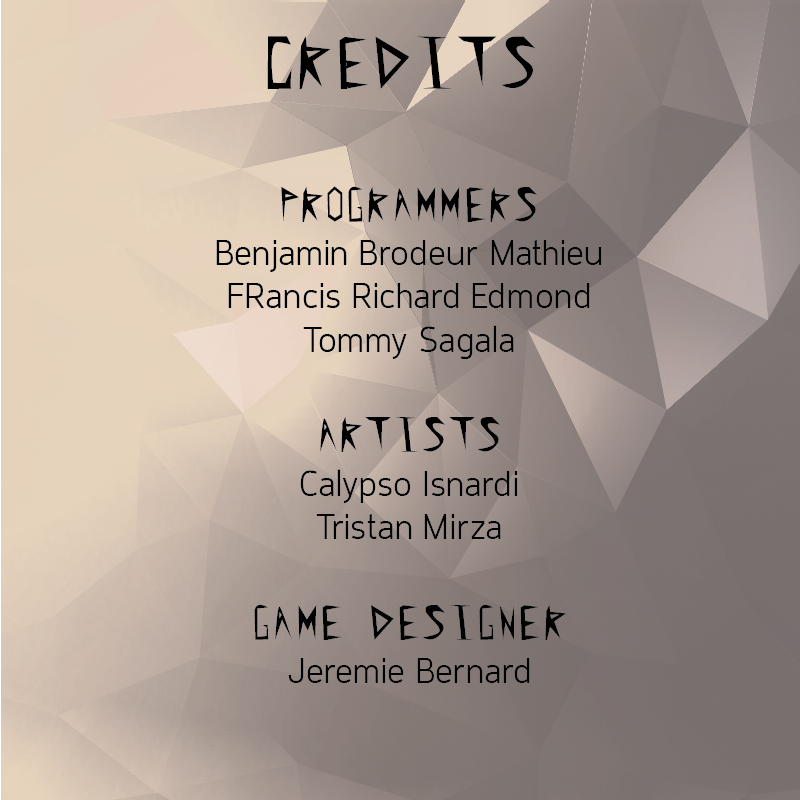 CREDITS
PROGRAMMERS
Benjamin Brodeur Mathieu
FRancis Richard Edmond
Tommy Sagala
ARTISTS
Calypso Isnardi
Tristan Mirza
GAME DESIGNER
Jeremie Bernard